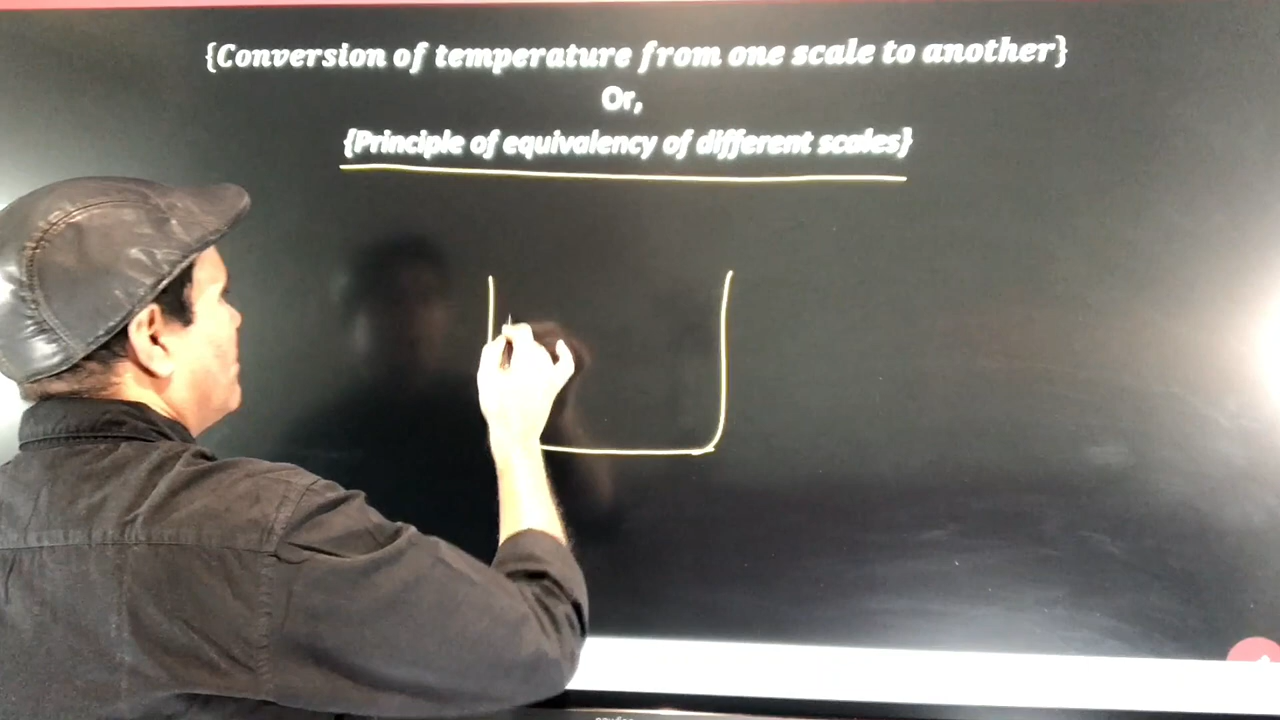 {Conversion of temperature from one scale to another}
Or,
{Principle of equivalency of different scales}